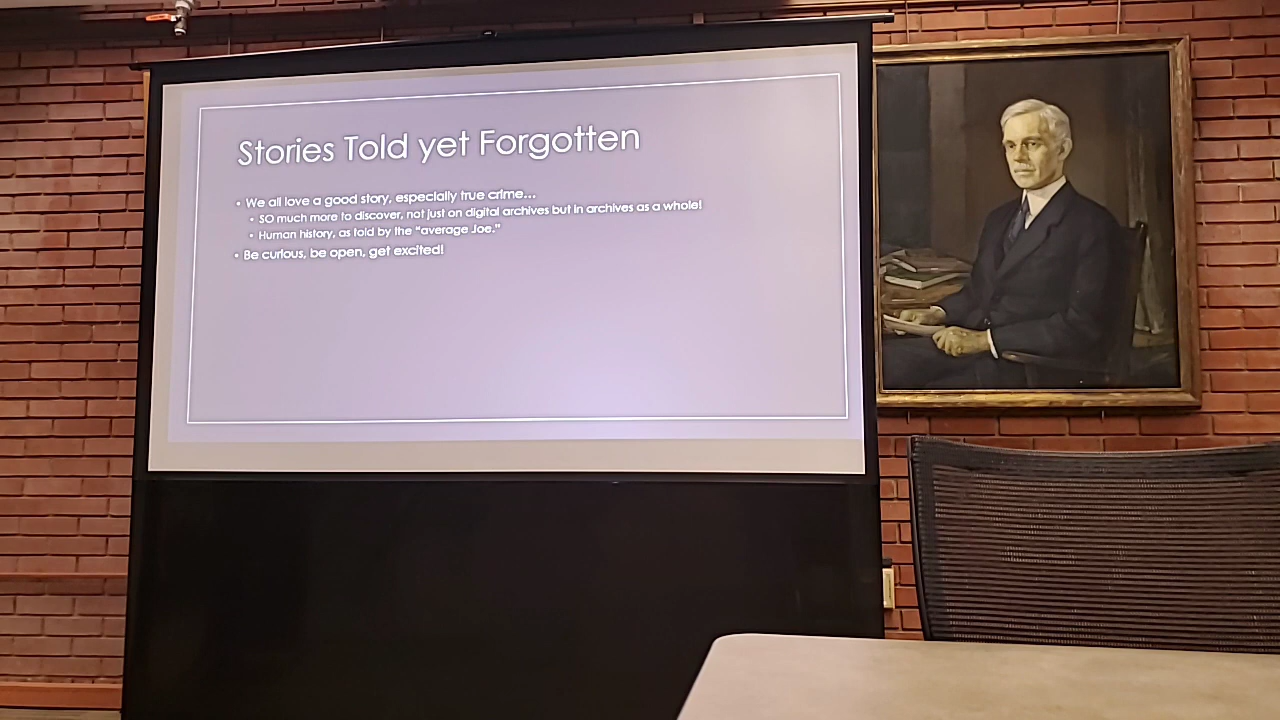 Stories Told yet Forgotten
• We all love a good story, especially true crime...
• SO much more to discover, not just on digital archives but in archives as a whole!
• Human history, as told by the “average Joe.”
• Be curious, be open, get excited!